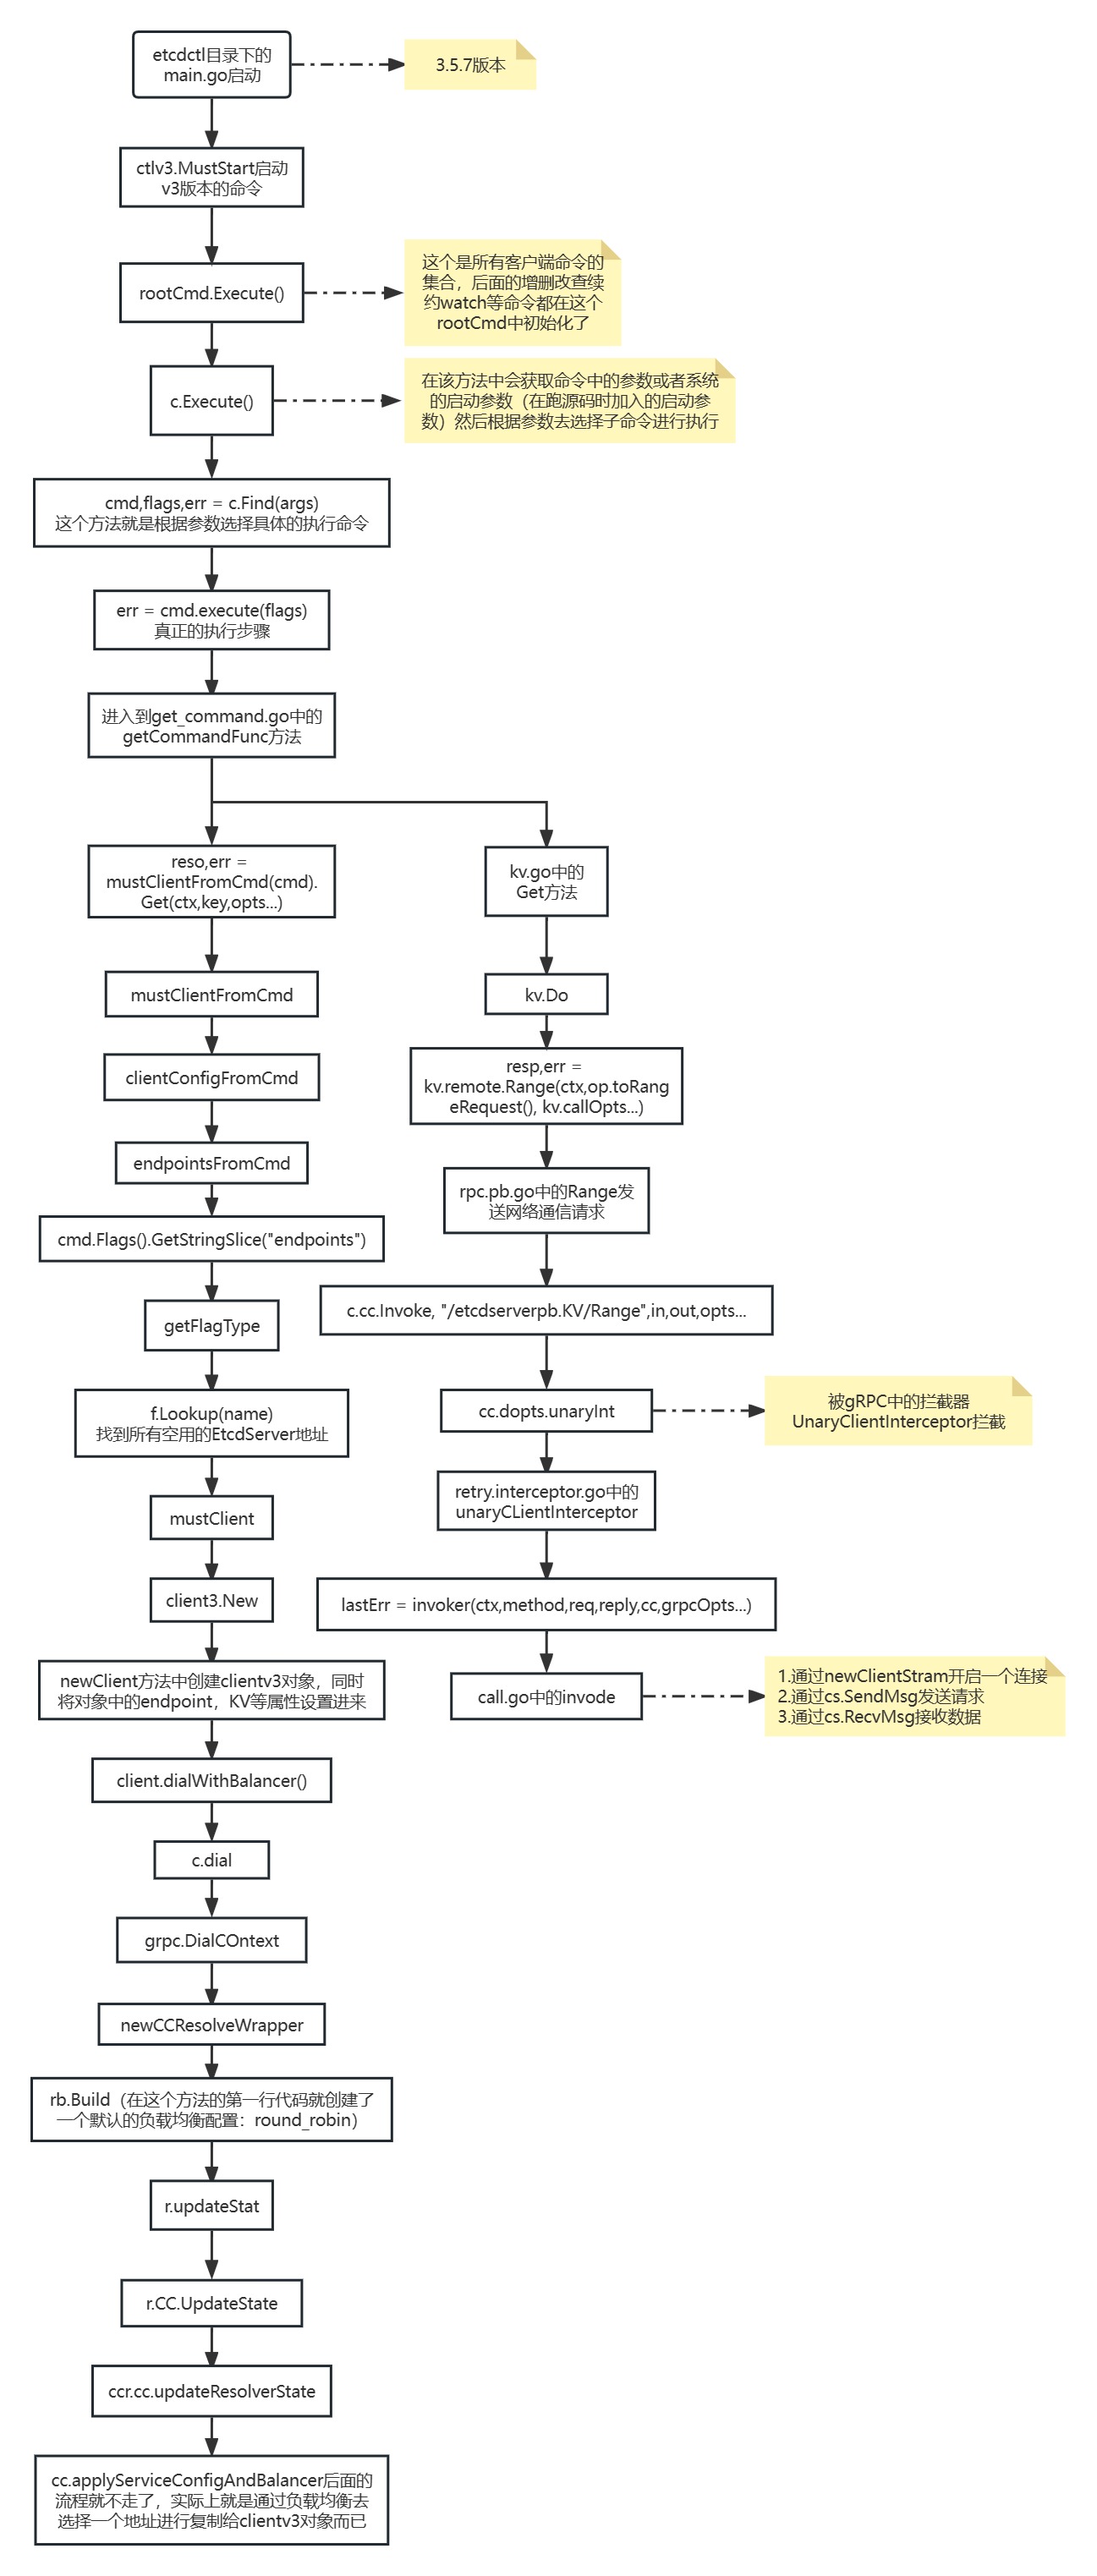 etcdctl目录下的
main.go启动
3.5.7版本
ctlv3.MustStart启动
v3版本的命令
rootCmd.Execute()
这个是所有客户端命令的
集合，后面的增删改查续
约watch等命令都在这个
rootCmd中初始化了
c.Execute()
在该方法中会获取命令中的参数或者系统
的启动参数（在跑源码时加入的启动参
数）然后根据参数去选择子命令进行执行
cmd,flags,err = c.Find(args)
这个方法就是根据参数选择具体的执行命令
err = cmd.execute(flags)
真正的执行步骤
进入到get_command.go中的
getCommandFunc方法
reso,err =
mustClientFromCmd(cmd).
Get(ctx,key,opts...)
mustClientFromCmd
clientConfigFromCmd
endpointsFromCmd
cmd.Flags().GetStringSlice("endpoints")
getFlagType
f.Lookup(name)
找到所有空用的EtcdServer地址
mustClient
client3.New
newClient方法中创建clientv3对象，同时
将对象中的endpoint，KV等属性设置进来
client.dialWithBalancer()
c.dial
grpc.DialCOntext
newCCResolveWrapper
rb.Build（在这个方法的第一行代码就创建了
一个默认的负载均衡配置：round_robin）
r.updateStat
r.CC.UpdateState
ccr.cc.updateResolverState
cc.applyServiceConfigAndBalancer后面的
流程就不走了，实际上就是通过负载均衡去
选择一个地址进行复制给clientv3对象而已
kv.go中的
Get方法
kv.Do
resp,err =
kv.remote.Range(ctx,op.toRang
eRequest(), kv.callOpts...)
rpc.pb.go中的Range发
送网络通信请求
c.cc.Invoke, "/etcdserverpb.KV/Range",in,out,opts...
cc.dopts.unaryInt
被gRPC中的拦截器
UnaryClientInterceptor拦截
retry.interceptor.go中的
unaryCLientInterceptor
lastErr = invoker(ctx,method,req,reply,cc,grpcOpts...)
call.go中的invode
1.通过newClientStram开启一个连接
2.通过cs.SendMsg发送请求
3.通过cs.RecvMsg接收数据